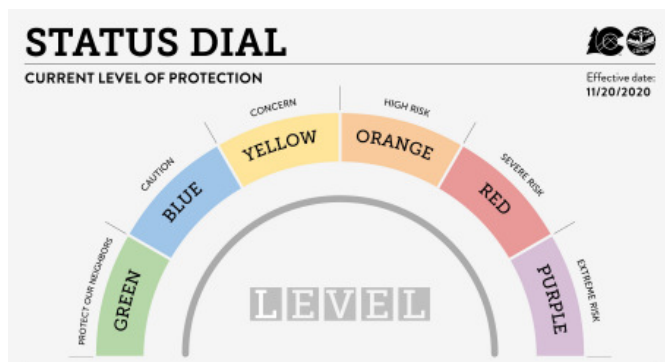 STATUS DIAL
CURRENT LEVEL OF PROTECTION
Effective date:
11/20/2020
PROTECT OUR NEIGHBORS
GREEN
CAUTION
BLUE
CONCERN
YELLOW
HIGH RISK
ORANGE
SEVERE RISK
RED
EXTREME RISK
PURPLE
LEVEL